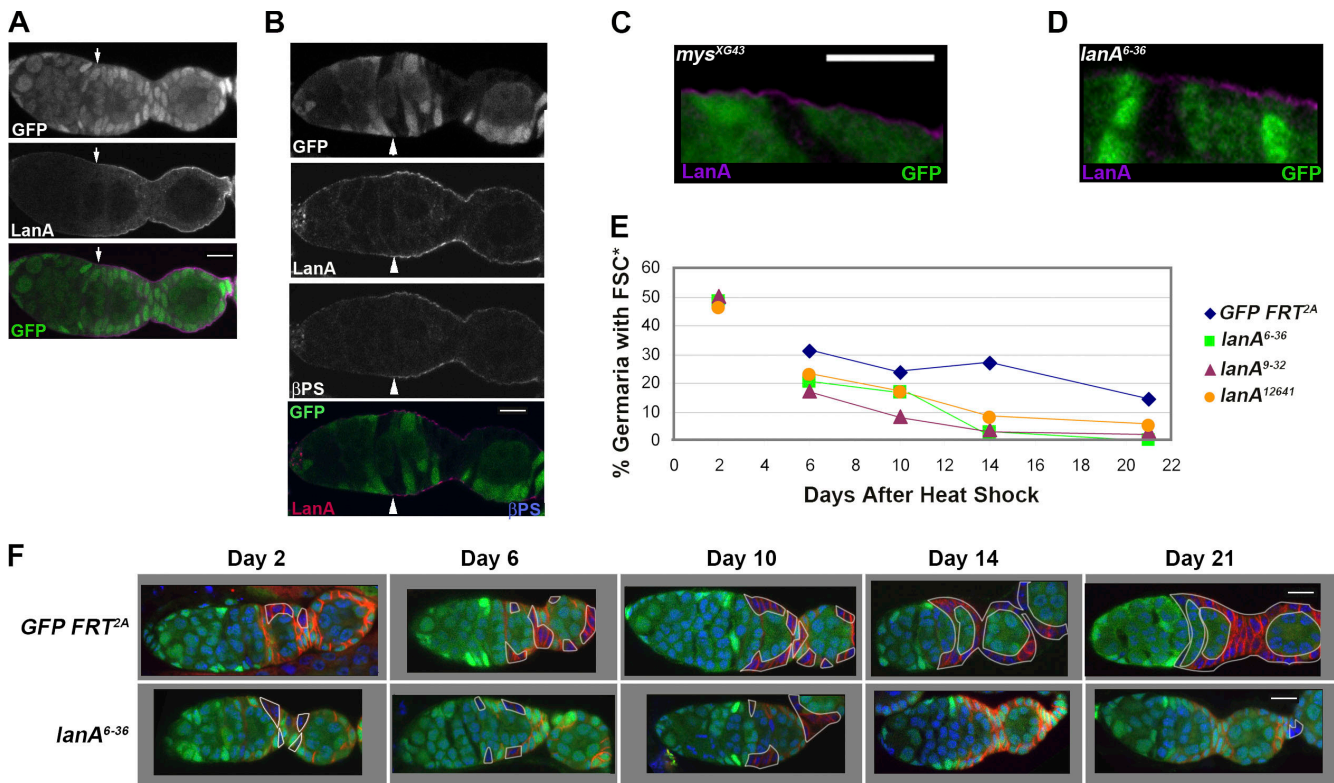 A
GFP
LanA
GFP
B
GFP
LanA
βPS
GFP
LanA
βPS
C
mysXG43
LanA
GFP
D
lanA6-36
LanA
GFP
E
% Germaria with FSC*
60
50
40
30
20
10
0
0 2 4 6 8 10 12 14 16 18 20 22
Days After Heat Shock
GFP FRT2A
lanA6-36
lanA9-32
lanA12641
F
Day 2 Day 6 Day 10 Day 14 Day 21
GFP FRT2A
lanA6-36